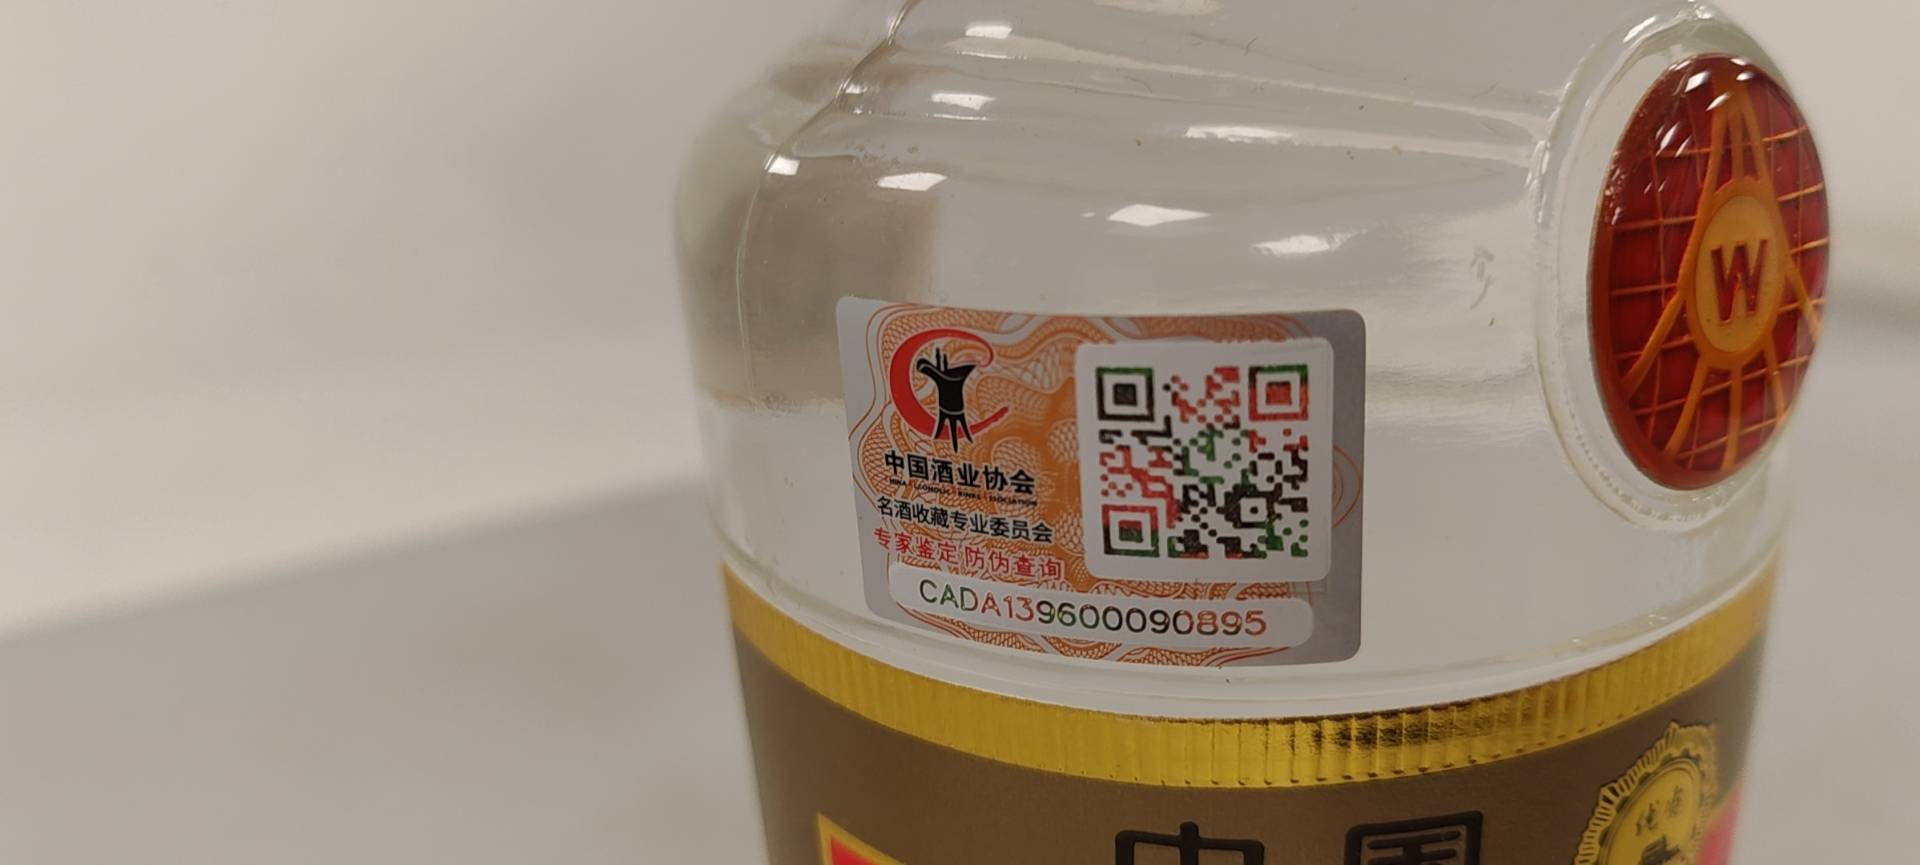 W
中国酒业协会
名酒收藏专业委员会
专家鉴定 防伪查询
CADA139600090895
中国